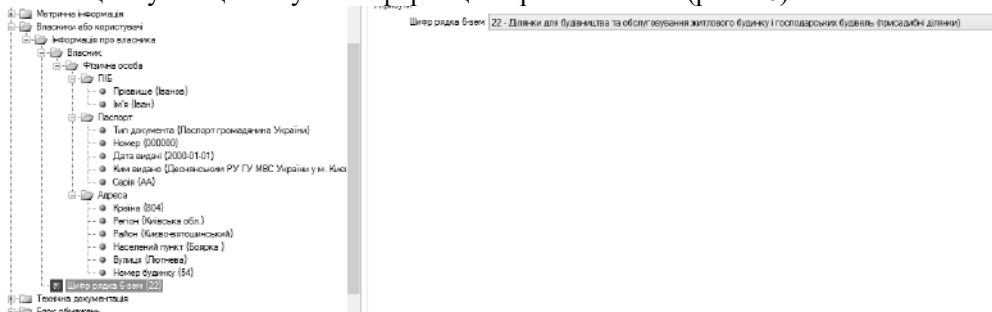 Метрична інформація
Власники або користувачі
Інформація про власника
Власник
Фізична особа
ПІБ
Прізвище (Іванов)
Ім'я (Іван)
Паспорт
Тип документа (Паспорт громадянина України)
Номер (000000)
Дата видачі (2000-01-01)
Ким видано (Деснянським РУ ГУ МВС України у м. Києв
Серія (АА)
Адреса
Країна (804)
Регіон (Київська обл.)
Район (Києво-святошинський)
Населений пункт (Боярка )
Вулиця (Лютнева)
Номер будинку (54)
Шифр рядка 6-зем (22)
Технічна документація
Шифр рядка 6-зем 22 - Ділянки для будівництва та обслуговування житлового будинку і господарських будівель (присадибні ділянки)